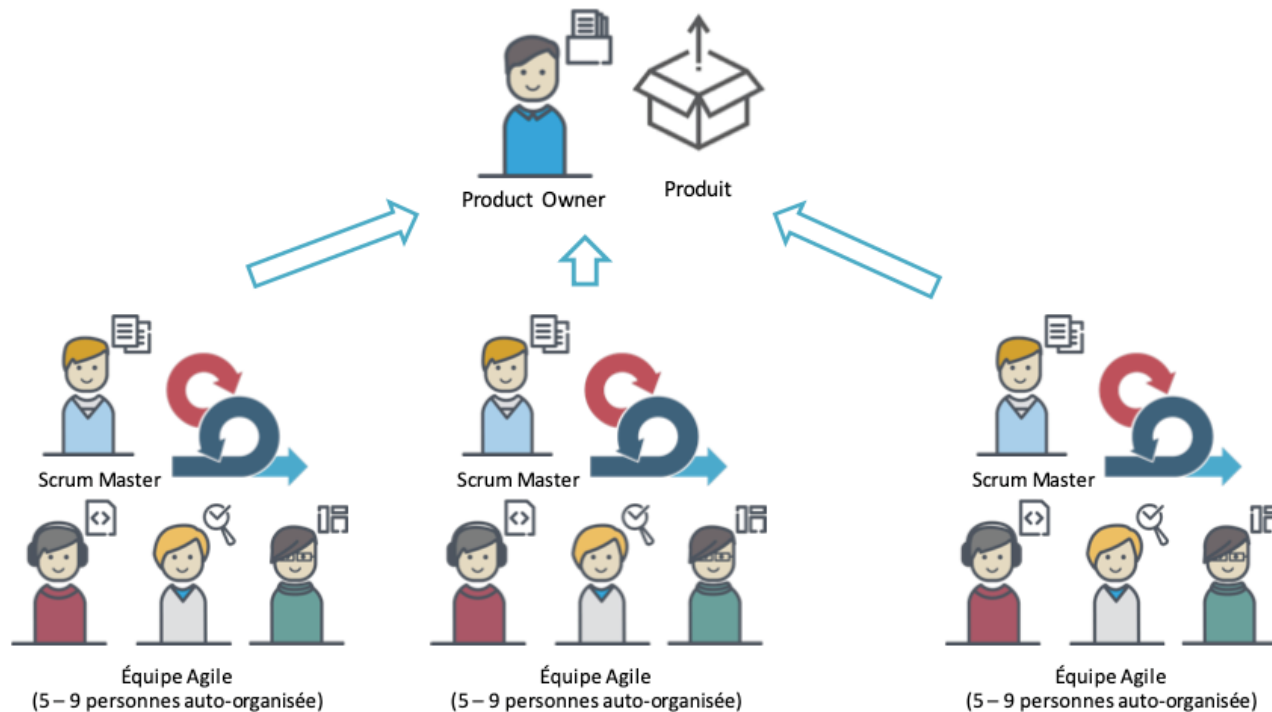 Product Owner
Produit
Scrum Master
Scrum Master
Scrum Master
Équipe Agile
(5 – 9 personnes auto-organisée)
Équipe Agile
(5 – 9 personnes auto-organisée)
Équipe Agile
(5 – 9 personnes auto-organisée)